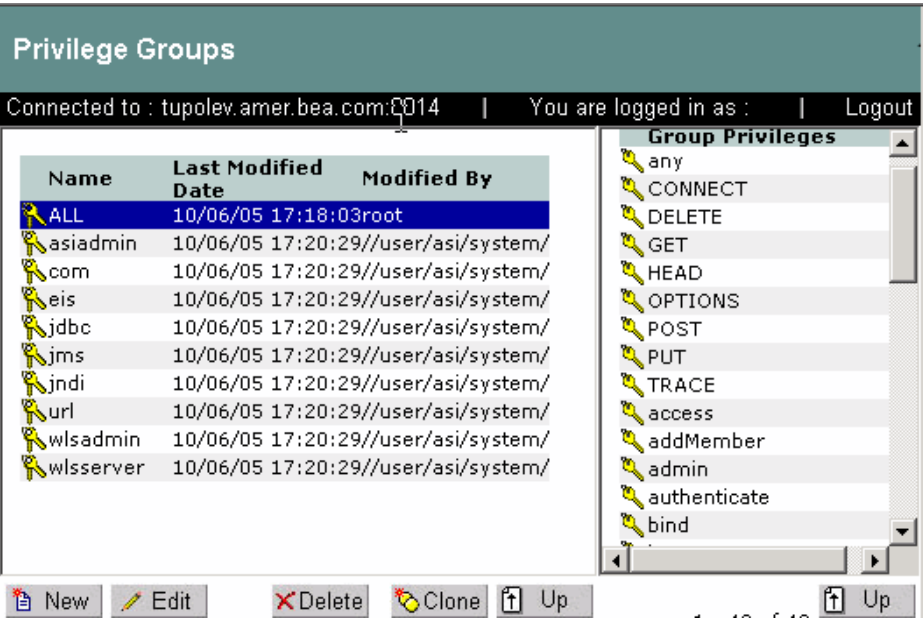 Privilege Groups
Connected to : tupolev.amer.bea.com:8014 | You are logged in as : | Logout
Name Last Modified Date Modified By
ALL 10/06/05 17:18:03root
asiadmin 10/06/05 17:20:29//user/asi/system/
com 10/06/05 17:20:29//user/asi/system/
eis 10/06/05 17:20:29//user/asi/system/
jdbc 10/06/05 17:20:29//user/asi/system/
jms 10/06/05 17:20:29//user/asi/system/
jndi 10/06/05 17:20:29//user/asi/system/
url 10/06/05 17:20:29//user/asi/system/
wlsadmin 10/06/05 17:20:29//user/asi/system/
wlsserver 10/06/05 17:20:29//user/asi/system/
Group Privileges
any
CONNECT
DELETE
GET
HEAD
OPTIONS
POST
PUT
TRACE
access
addMember
admin
authenticate
bind
New Edit Delete Clone Up Up